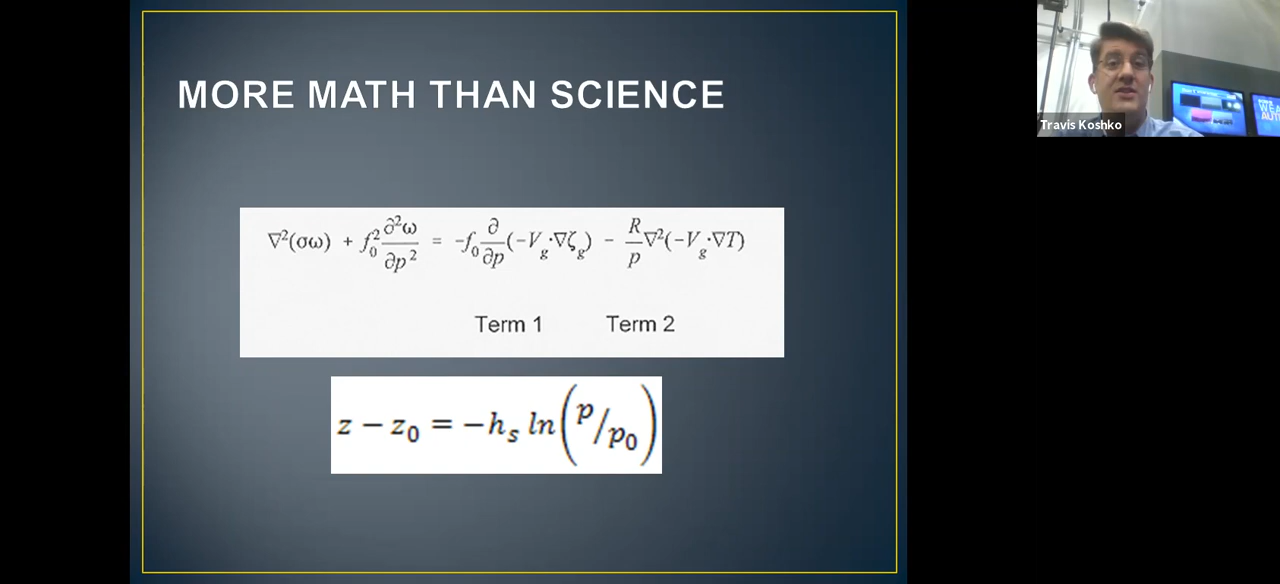 MORE MATH THAN SCIENCE
∇²(σω) + f₀² ∂²ω/∂p² = -f₀ ∂/∂p (-V_g·∇ζ_g) - R/p ∇²(-V_g·∇T)
Term 1 Term 2
z − z₀ = −hₛ ln(p/p₀)
Travis Koshko